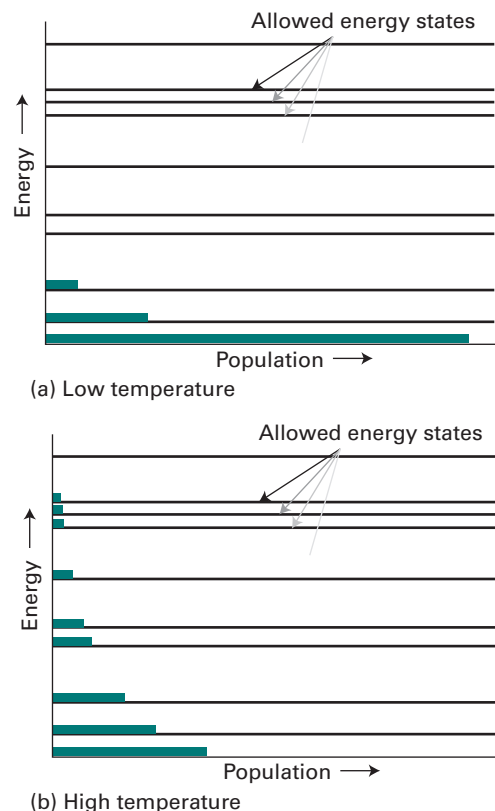 Allowed energy states
Energy
Population
(a) Low temperature
Allowed energy states
Energy
Population
(b) High temperature